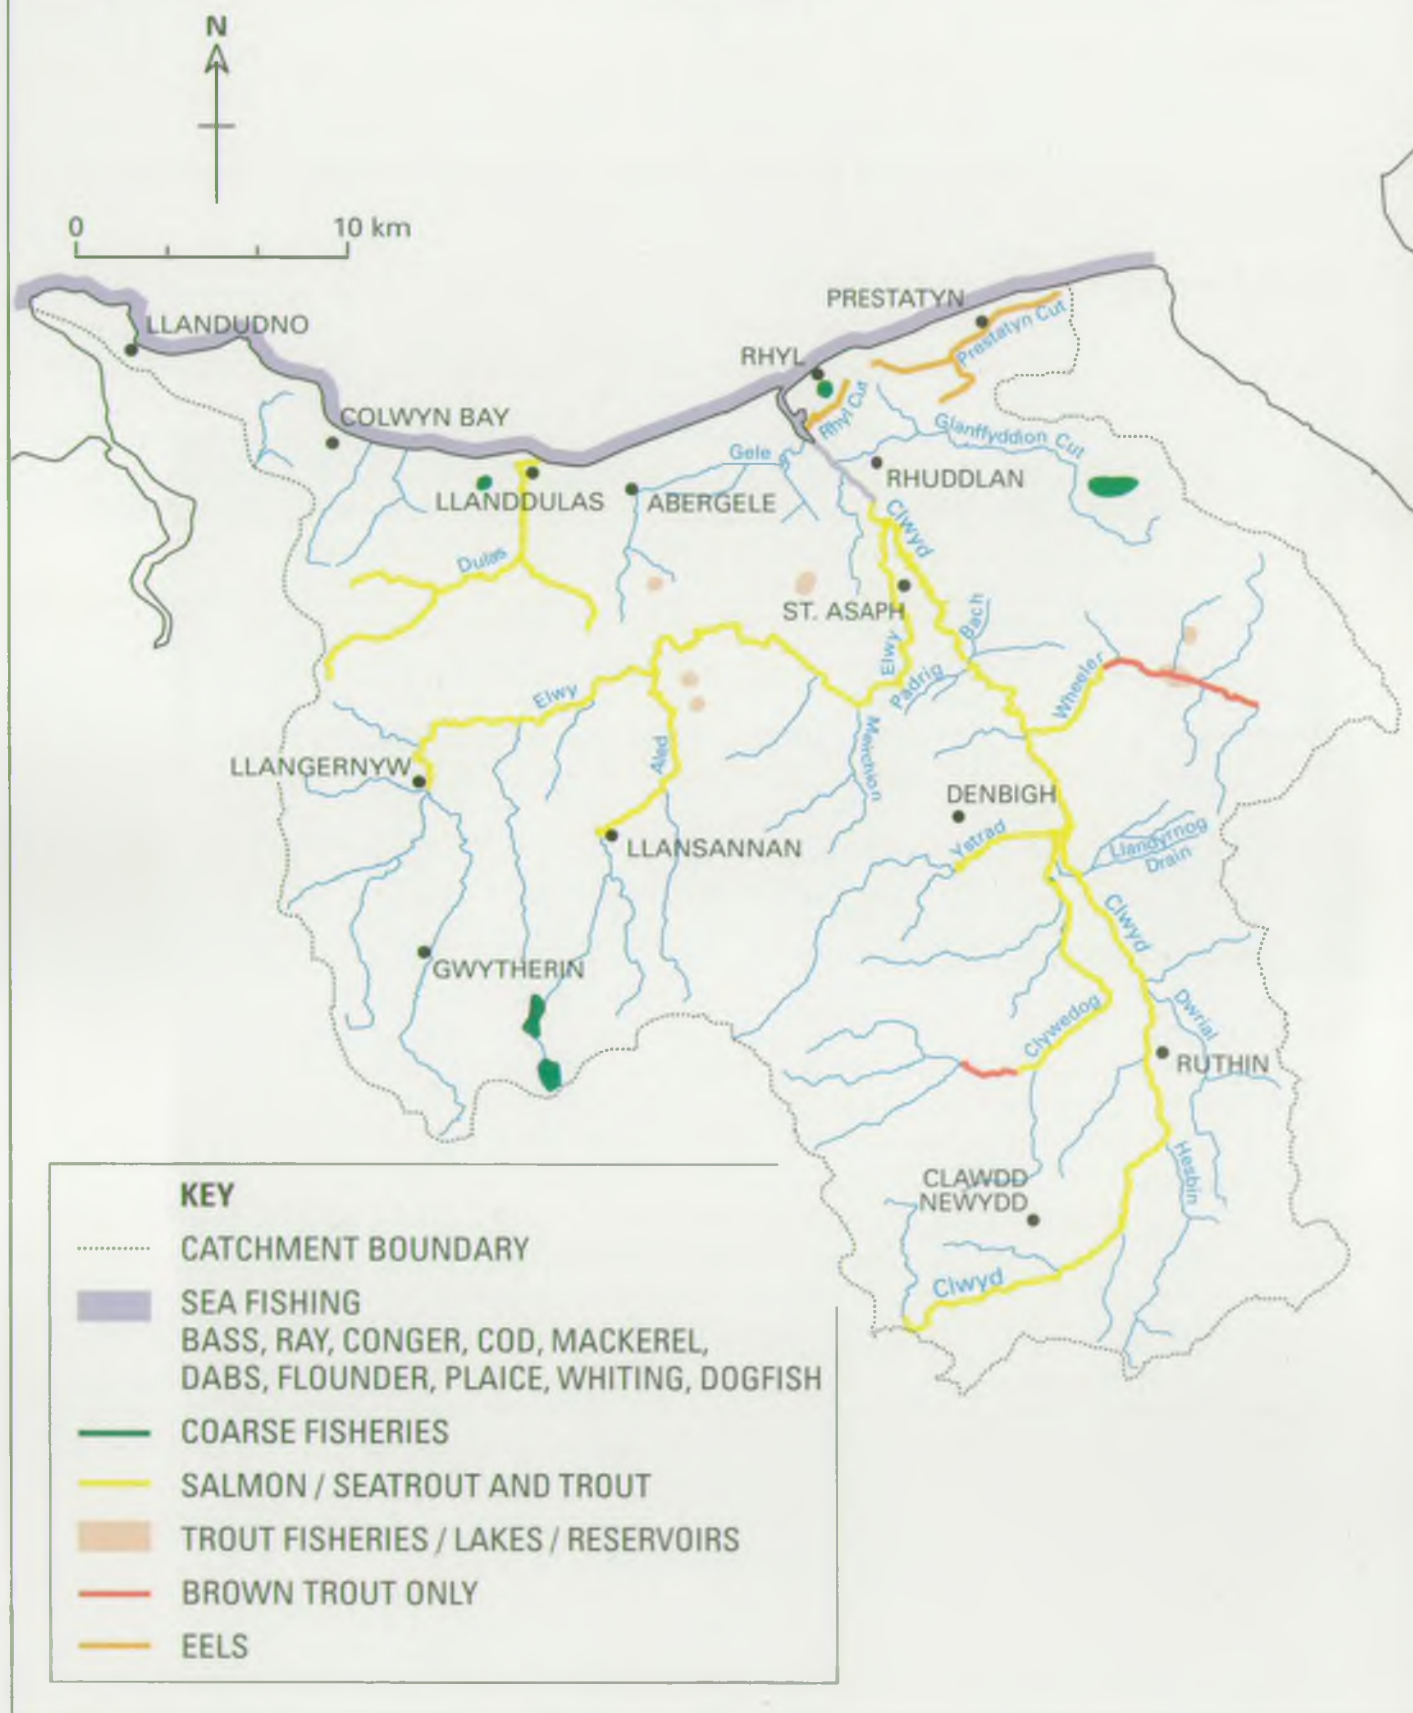 N
0 10 km
PRESTATYN
LLANDUDNO
Prestatyn Cut
RHYL
Rhyl Cut
COLWYN BAY
Glanffyddion Cut
Gele
RHUDDLAN
LLANDDULAS
ABERGELE
Clwyd
Dulas
ST. ASAPH
Bach
Elwy
Padrig
Wheeler
Elwy
Meirchion
Aled
LLANGERNYW
DENBIGH
Ystrad
Llandyrnog
Drain
LLANSANNAN
Clwyd
GWYTHERIN
Dwrial
Clywedog
RUTHIN
Hesbin
CLAWDD
NEWYDD
Clwyd
KEY
CATCHMENT BOUNDARY
SEA FISHING
BASS, RAY, CONGER, COD, MACKEREL,
DABS, FLOUNDER, PLAICE, WHITING, DOGFISH
COARSE FISHERIES
SALMON / SEATROUT AND TROUT
TROUT FISHERIES / LAKES / RESERVOIRS
BROWN TROUT ONLY
EELS